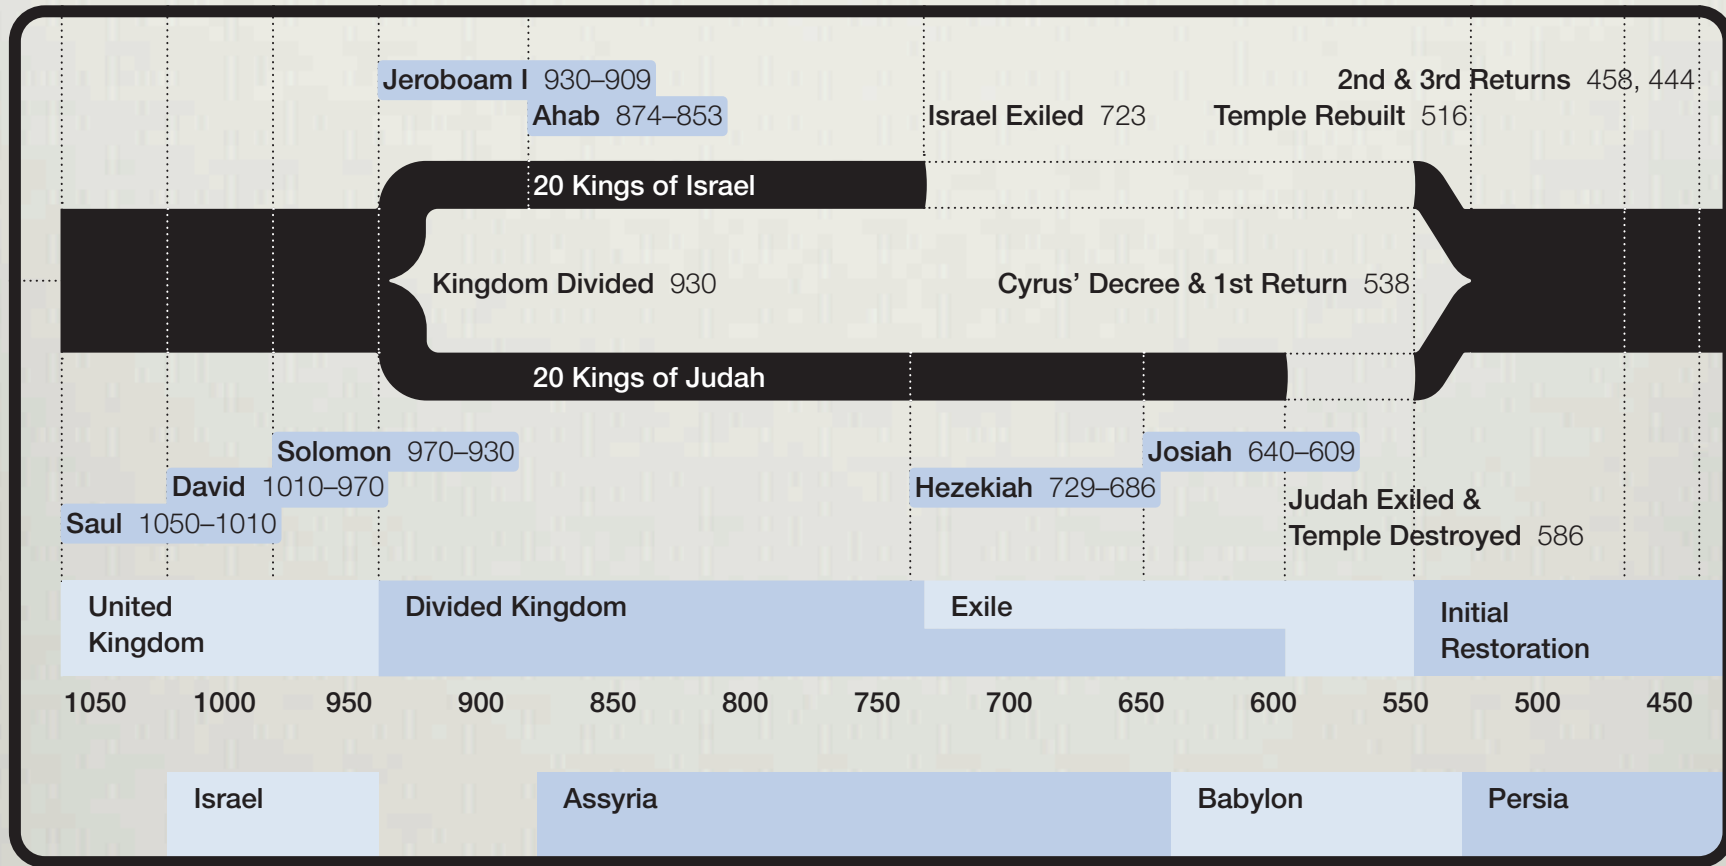 Jeroboam I 930–909
2nd & 3rd Returns 458, 444
Ahab 874–853
Israel Exiled 723
Temple Rebuilt 516
20 Kings of Israel
Kingdom Divided 930
Cyrus’ Decree & 1st Return 538
20 Kings of Judah
Solomon 970–930
David 1010–970
Saul 1050–1010
Josiah 640–609
Hezekiah 729–686
Judah Exiled &
Temple Destroyed 586
United
Kingdom
Divided Kingdom
Exile
Initial
Restoration
1050 1000 950 900 850 800 750 700 650 600 550 500 450
Israel
Assyria
Babylon
Persia